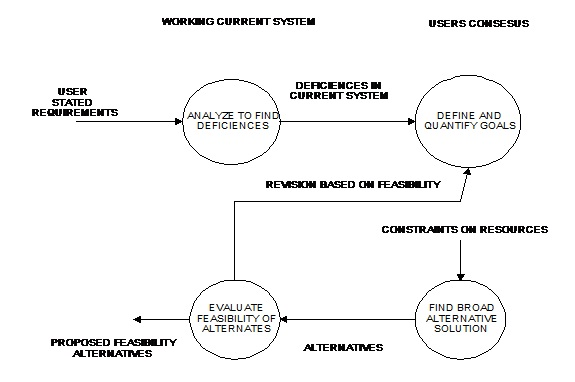 WORKING CURRENT SYSTEM
USERS CONSESUS
USER
STATED
REQUIREMENTS
ANALYZE TO FIND
DEFICIENCES
DEFICIENCES IN
CURRENT SYSTEM
DEFINE AND
QUANTIFY GOALS
REVISION BASED ON FEASIBILITY
CONSTRAINTS ON RESOURCES
EVALUATE
FEASIBILITY OF
ALTERNATES
FIND BROAD
ALTERNATIVE
SOLUTION
PROPOSED FEASIBILITY
ALTERNATIVES
ALTERNATIVES